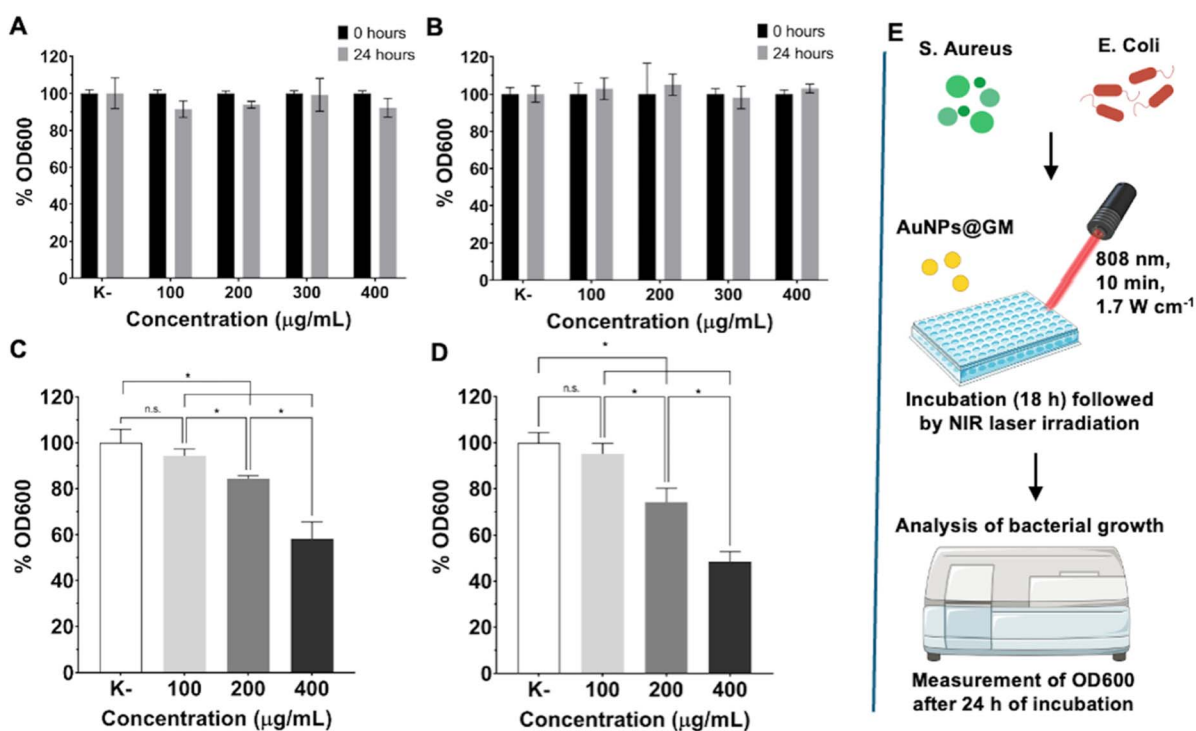 A
0 hours
24 hours
% OD600
120
100
80
60
40
20
0
K- 100 200 300 400
Concentration (µg/mL)
B
0 hours
24 hours
% OD600
120
100
80
60
40
20
0
K- 100 200 300 400
Concentration (µg/mL)
C
% OD600
120
100
80
60
40
20
0
*
n.s. * *
K- 100 200 400
Concentration (µg/mL)
D
% OD600
120
100
80
60
40
20
0
*
n.s. * *
K- 100 200 400
Concentration (µg/mL)
E
S. Aureus E. Coli
AuNPs@GM
808 nm,
10 min,
1.7 W cm⁻¹
Incubation (18 h) followed
by NIR laser irradiation
Analysis of bacterial growth
Measurement of OD600
after 24 h of incubation